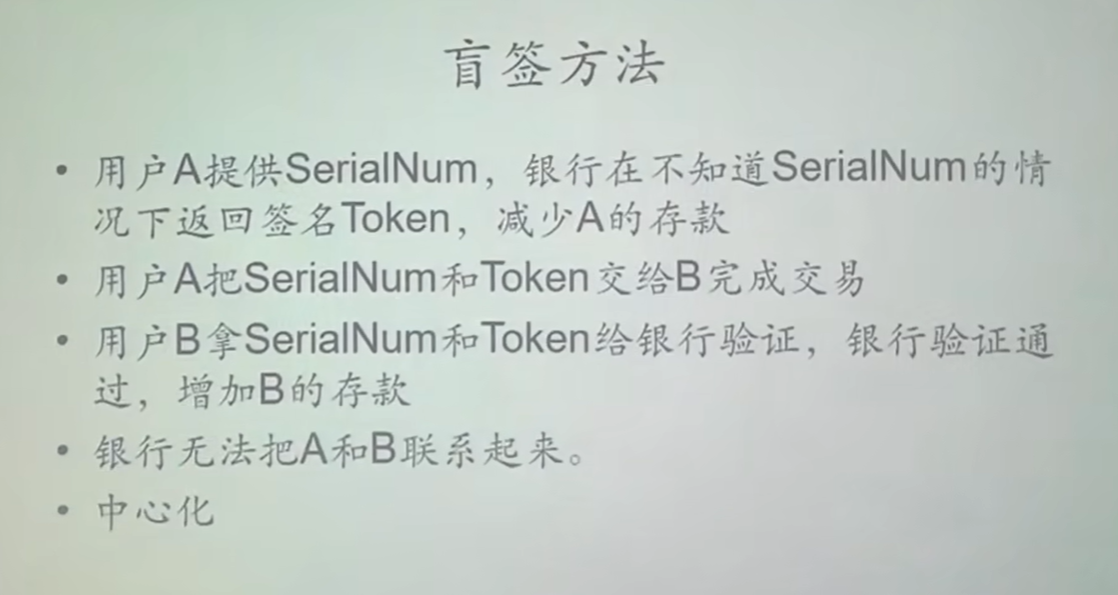 盲签方法
• 用户A提供SerialNum，银行在不知道SerialNum的情
况下返回签名Token，减少A的存款
• 用户A把SerialNum和Token交给B完成交易
• 用户B拿SerialNum和Token给银行验证，银行验证通
过，增加B的存款
• 银行无法把A和B联系起来。
• 中心化